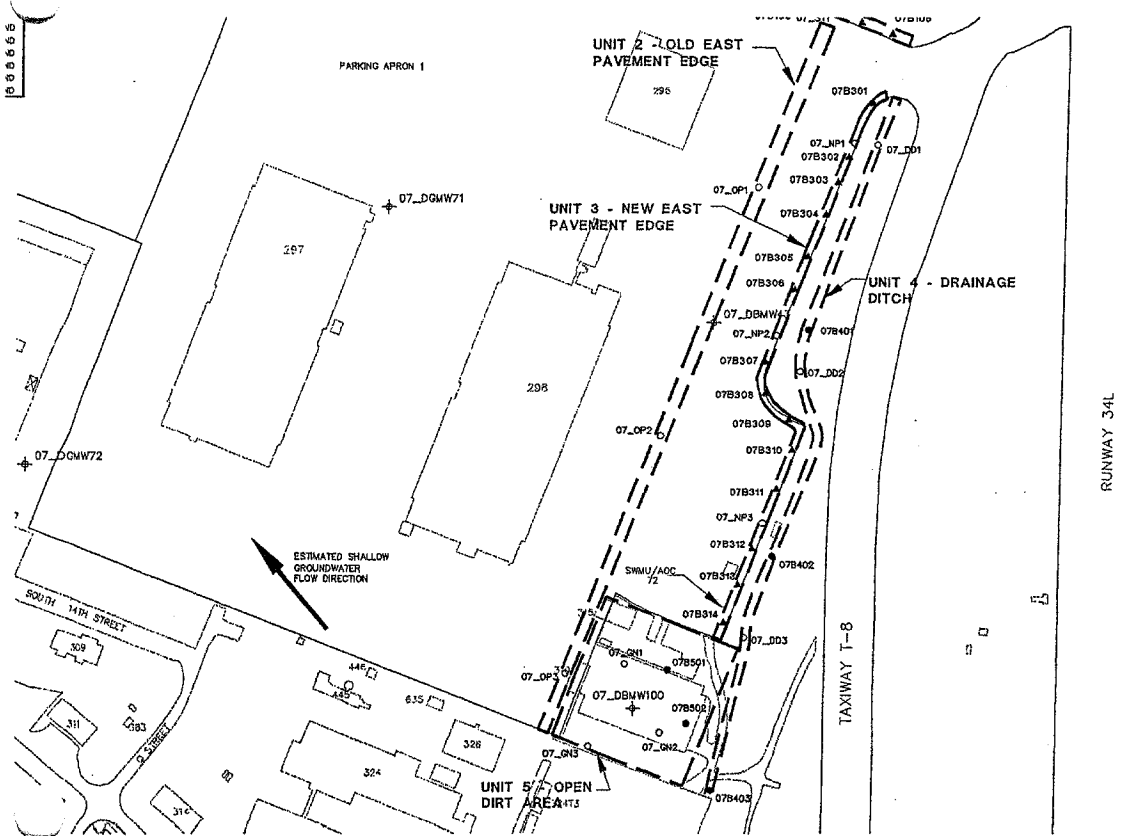 07B301
UNIT 2 - OLD EAST
PAVEMENT EDGE
PARKING APRON 1
295
07_NP1
07B302
07_DD1
07B303
07_OP1
07_DGMW71
UNIT 3 - NEW EAST
PAVEMENT EDGE
07B304
297
07B305
07B306
UNIT 4 - DRAINAGE
DITCH
07_DBMW43
07_NP2
07B401
07B307
07_DD2
298
07B308
07B309
07_OP2
07B310
07_DGMW72
RUNWAY 34L
07B311
07_NP3
07B312
07B402
ESTIMATED SHALLOW
GROUNDWATER
FLOW DIRECTION
SWMU/AOC
72
07B313
SOUTH 14TH STREET
07B314
309
07_DD3
07_GN1
07B501
446
07_OP3
445
635
07_DBMW100
TAXIWAY T-8
311
383
O STREET
326
07B502
07_GN2
07_GN3
324
UNIT 5 - OPEN
DIRT AREA
07B403
314